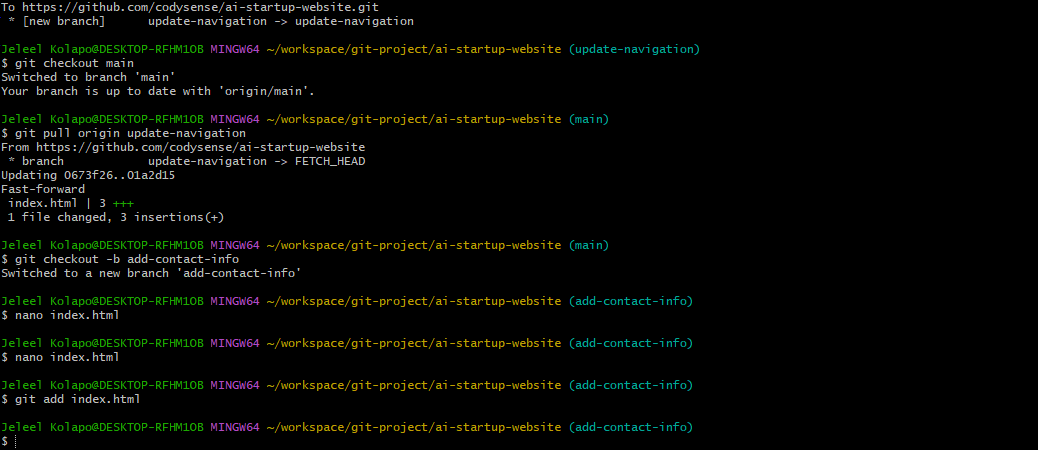 To https://github.com/codysense/ai-startup-website.git
 * [new branch]      update-navigation -> update-navigation
Jeleel Kolapo@DESKTOP-RFHM1OB MINGW64 ~/workspace/git-project/ai-startup-website (update-navigation)
$ git checkout main
Switched to branch 'main'
Your branch is up to date with 'origin/main'.
Jeleel Kolapo@DESKTOP-RFHM1OB MINGW64 ~/workspace/git-project/ai-startup-website (main)
$ git pull origin update-navigation
From https://github.com/codysense/ai-startup-website
 * branch            update-navigation -> FETCH_HEAD
Updating 0673f26..01a2d15
Fast-forward
 index.html | 3 +++
 1 file changed, 3 insertions(+)
Jeleel Kolapo@DESKTOP-RFHM1OB MINGW64 ~/workspace/git-project/ai-startup-website (main)
$ git checkout -b add-contact-info
Switched to a new branch 'add-contact-info'
Jeleel Kolapo@DESKTOP-RFHM1OB MINGW64 ~/workspace/git-project/ai-startup-website (add-contact-info)
$ nano index.html
Jeleel Kolapo@DESKTOP-RFHM1OB MINGW64 ~/workspace/git-project/ai-startup-website (add-contact-info)
$ nano index.html
Jeleel Kolapo@DESKTOP-RFHM1OB MINGW64 ~/workspace/git-project/ai-startup-website (add-contact-info)
$ git add index.html
Jeleel Kolapo@DESKTOP-RFHM1OB MINGW64 ~/workspace/git-project/ai-startup-website (add-contact-info)
$